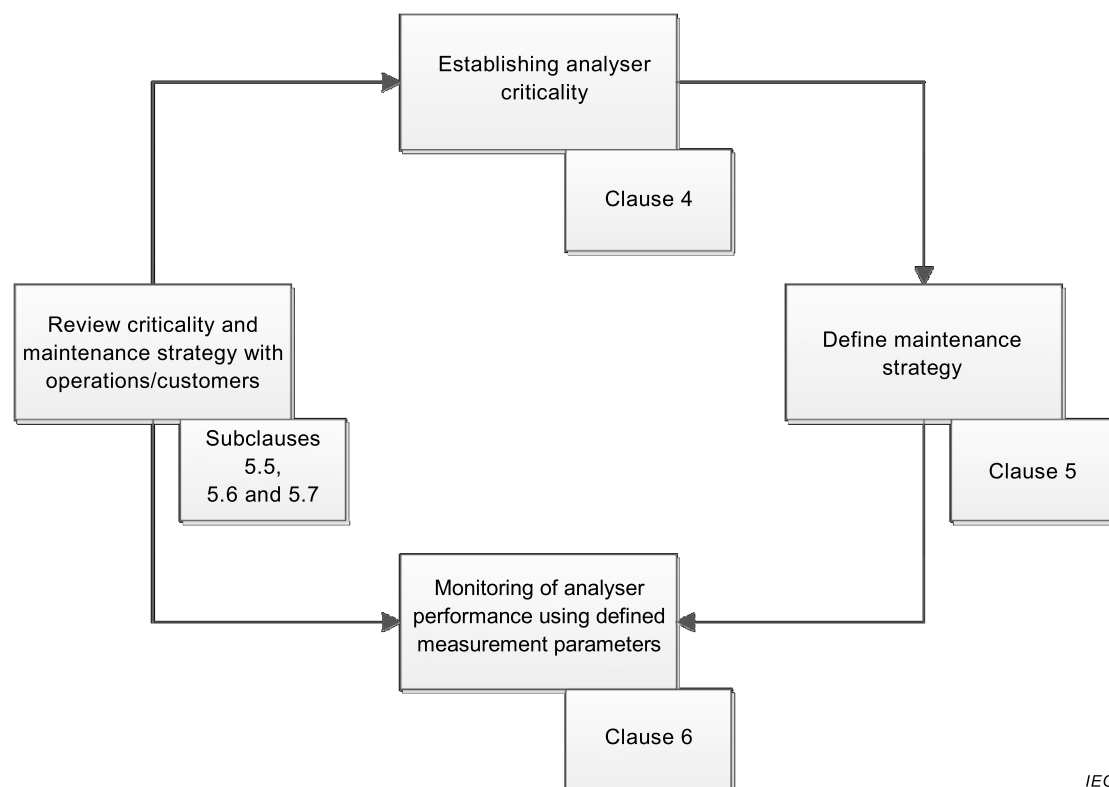 Establishing analyser
criticality
Clause 4
Review criticality and
maintenance strategy with
operations/customers
Subclauses
5.5,
5.6 and 5.7
Define maintenance
strategy
Clause 5
Monitoring of analyser
performance using defined
measurement parameters
Clause 6
IEC